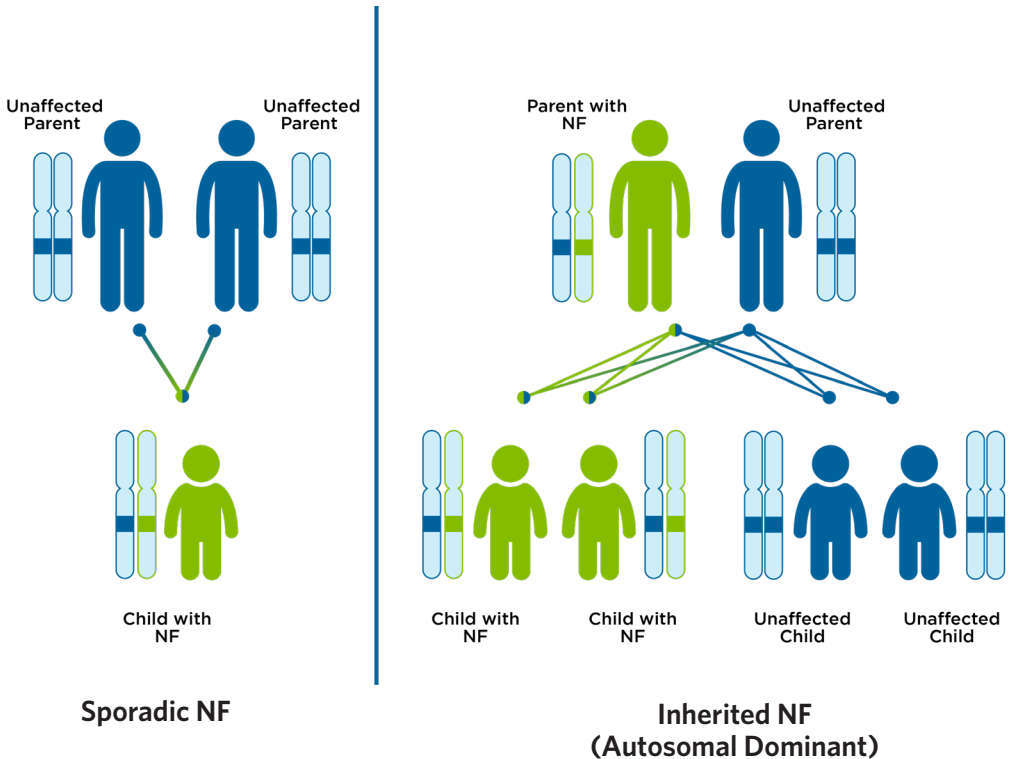 Unaffected
Parent
Unaffected
Parent
Child with
NF
Sporadic NF
Parent with
NF
Unaffected
Parent
Child with
NF
Child with
NF
Unaffected
Child
Unaffected
Child
Inherited NF
(Autosomal Dominant)